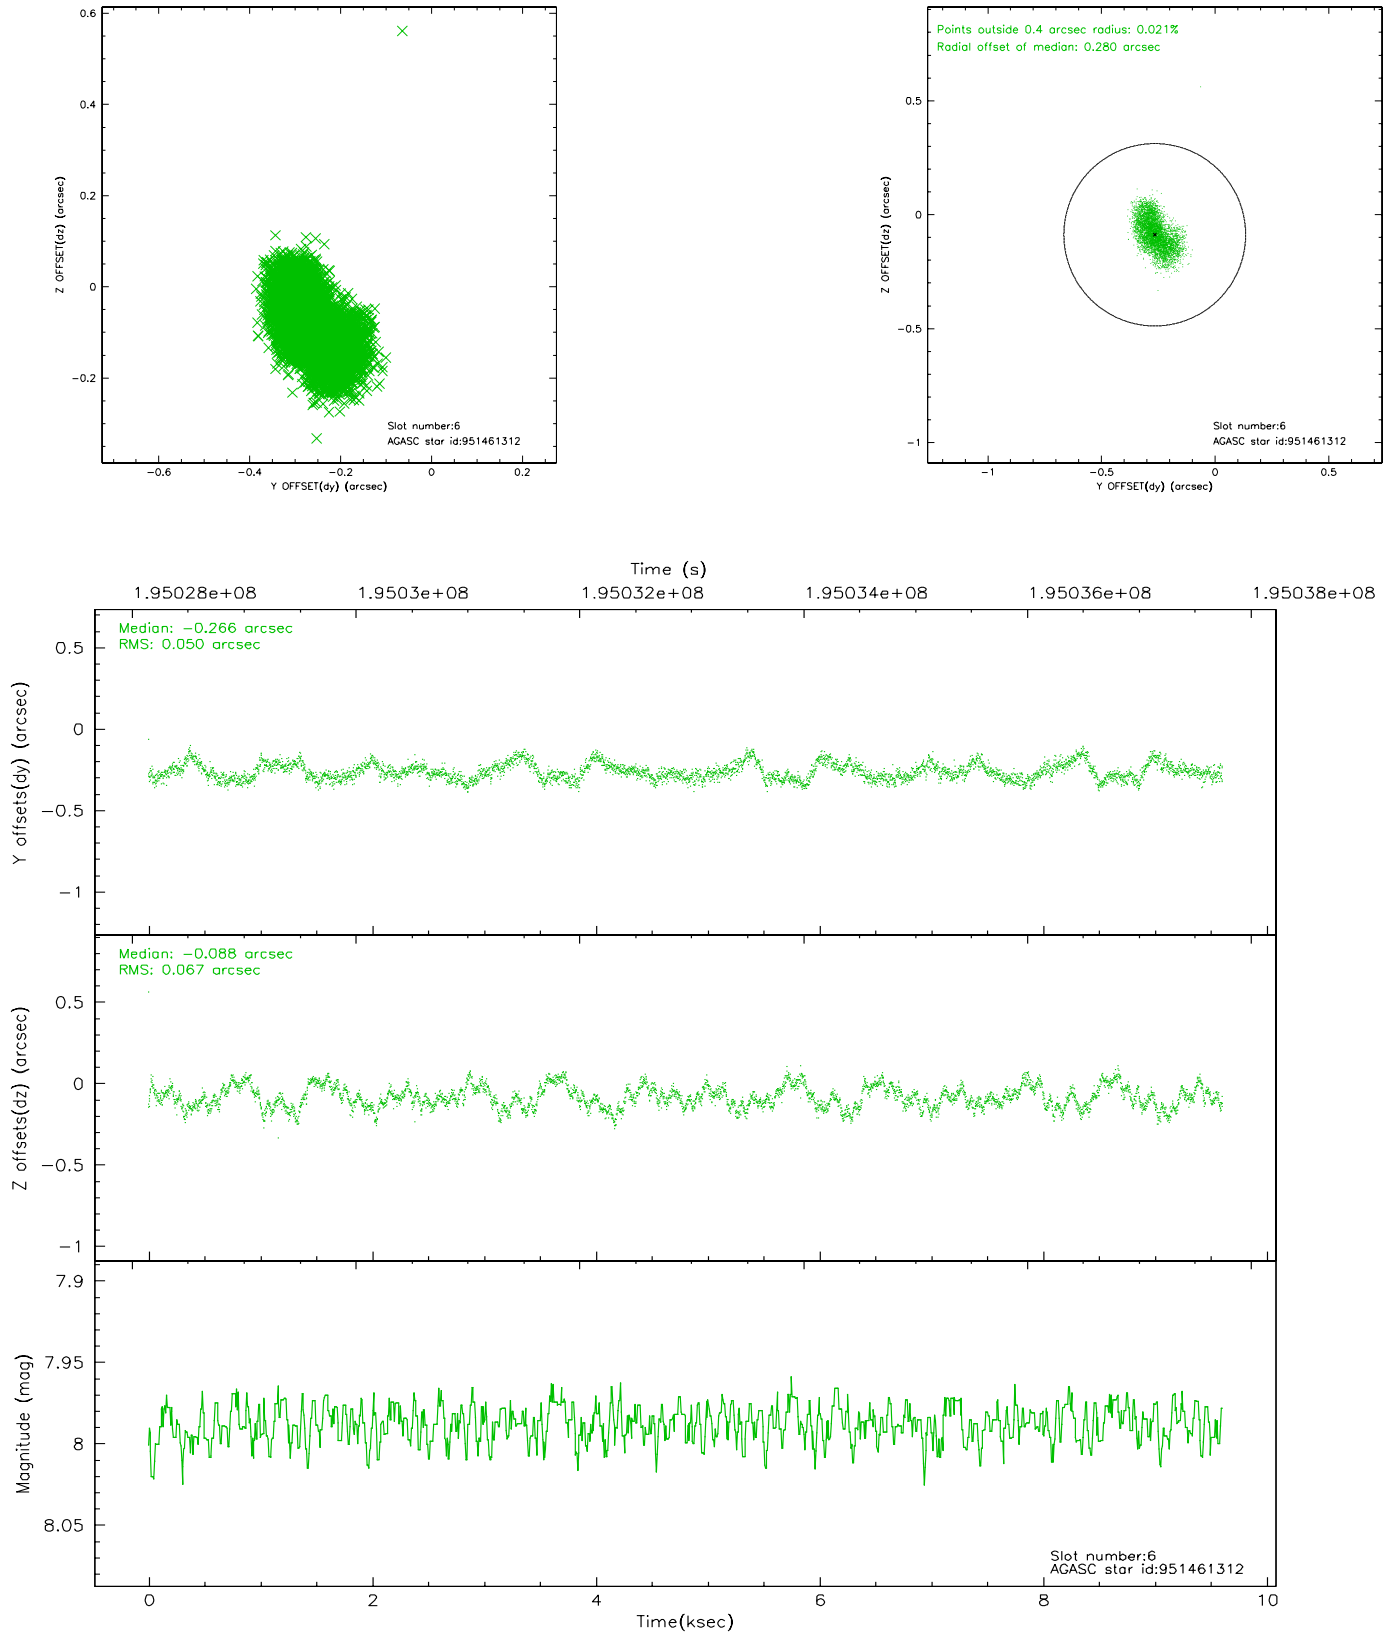 0.6
0.4
0.2
0
-0.2
Z OFFSET(dz) (arcsec)
Slot number:6
AGASC star id:951461312
-0.6 -0.4 -0.2 0 0.2
Y OFFSET(dy) (arcsec)
Points outside 0.4 arcsec radius: 0.021%
Radial offset of median: 0.280 arcsec
0.5
0
-0.5
-1
Z OFFSET(dz) (arcsec)
Slot number:6
AGASC star id:951461312
-1 -0.5 0 0.5
Y OFFSET(dy) (arcsec)
Time (s)
1.95028e+08 1.9503e+08 1.95032e+08 1.95034e+08 1.95036e+08 1.95038e+08
Median: -0.266 arcsec
RMS: 0.050 arcsec
0.5
0
-0.5
-1
Y offsets(dy) (arcsec)
Median: -0.088 arcsec
RMS: 0.067 arcsec
0.5
0
-0.5
-1
Z offsets(dz) (arcsec)
7.9
7.95
8
8.05
Magnitude (mag)
Slot number:6
AGASC star id:951461312
0 2 4 6 8 10
Time(ksec)